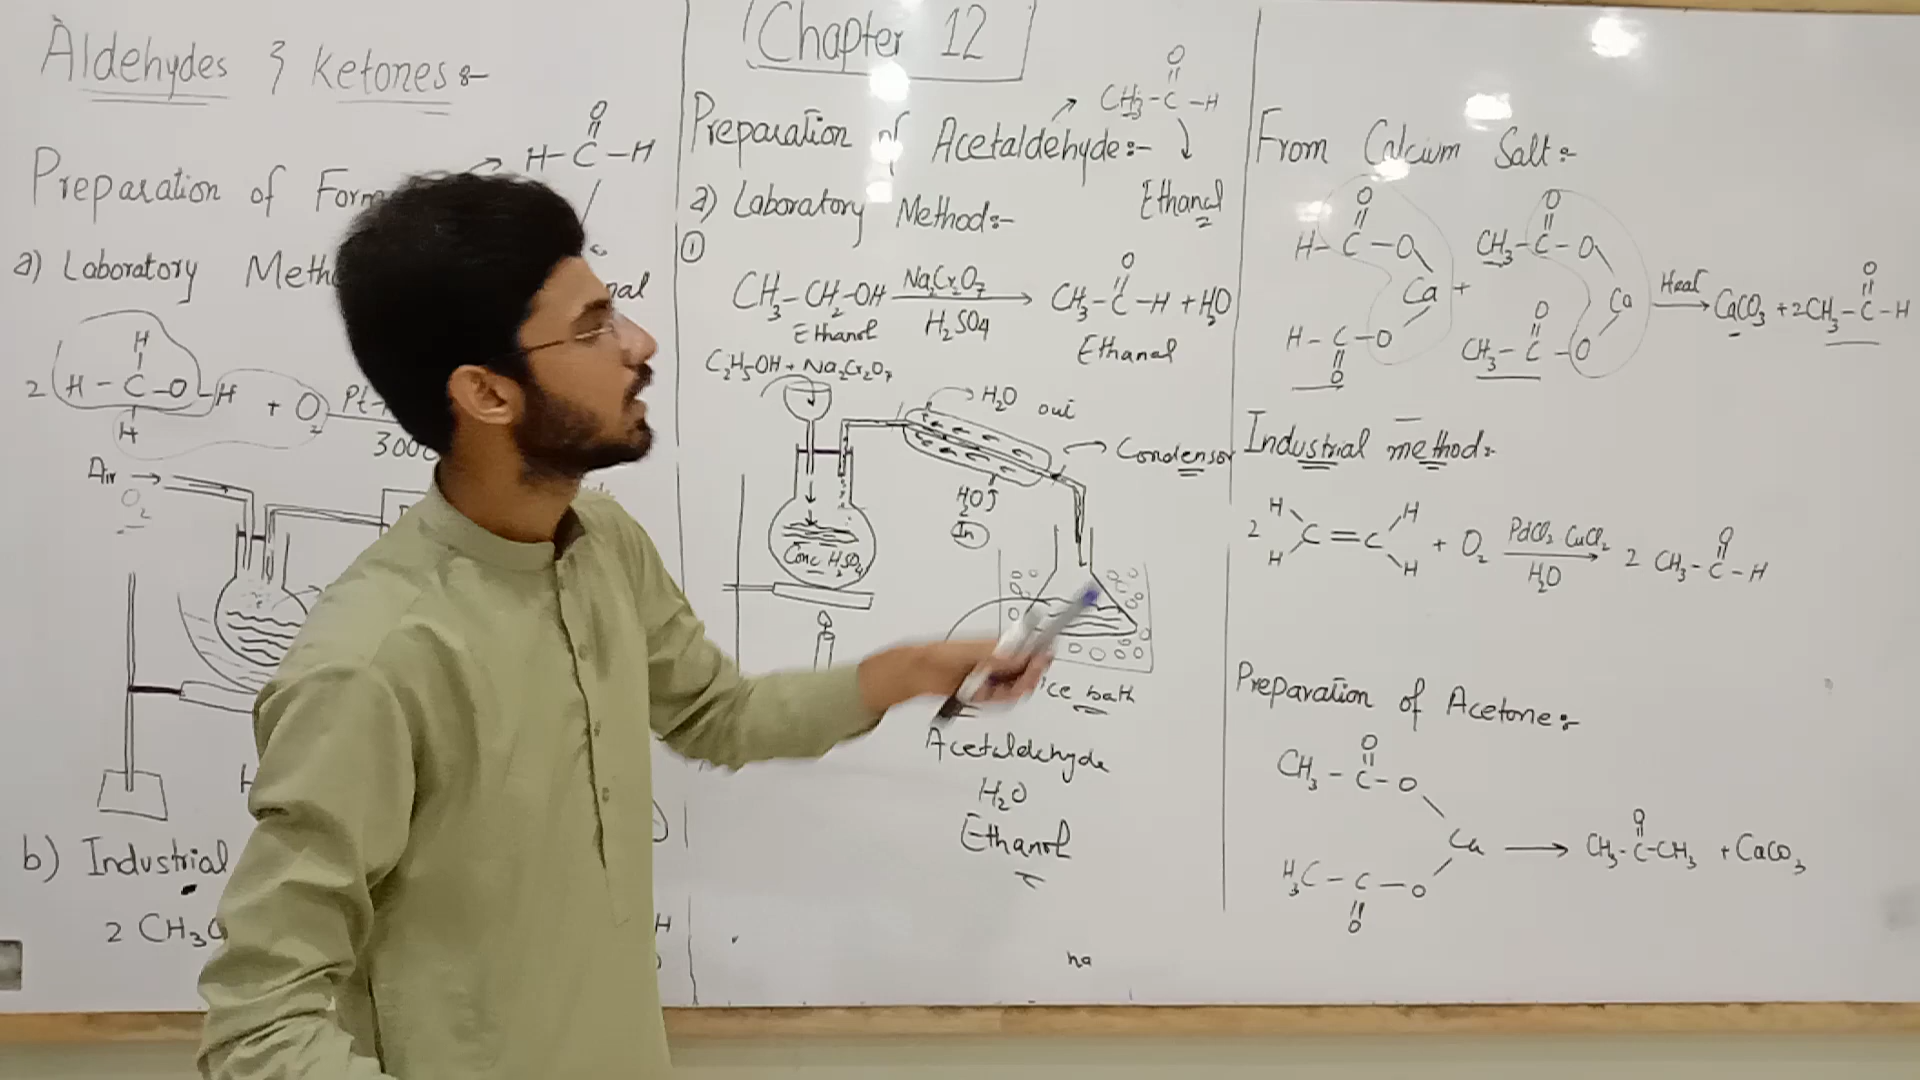 Aldehydes & Ketones:-
Preparation of Form
H-C-H
O
a) Laboratory Meth
nal
2 H-C-O-H + O2 Pt-
H
H
300
Air
O2
b) Industrial
2 CH3O
H
Chapter 12
Preparation of Acetaldehyde:-
O
CH3-C-H
Ethanal
a) Laboratory Method:-
①
CH3-CH2-OH Na2Cr2O7 H2SO4 CH3-C-H + H2O
O
Ethanol
Ethanal
C2H5OH + Na2Cr2O7
H2O out
Condensor
H2O
In
Conc H2SO4
ice bath
Acetaldehyde
H2O
Ethanol
na
From Calcium Salt:-
O O
H-C-O CH3-C-O
Ca + Ca Heat CaCO3 + 2CH3-C-H
O
H-C-O CH3-C-O
O O
Industrial method:-
H H
2 C=C + O2 PdCl2 CuCl2 H2O 2 CH3-C-H
O
H H
Preparation of Acetone:-
O
CH3-C-O
Ca → CH3-C-CH3 + CaCO3
O
H3C-C-O
O